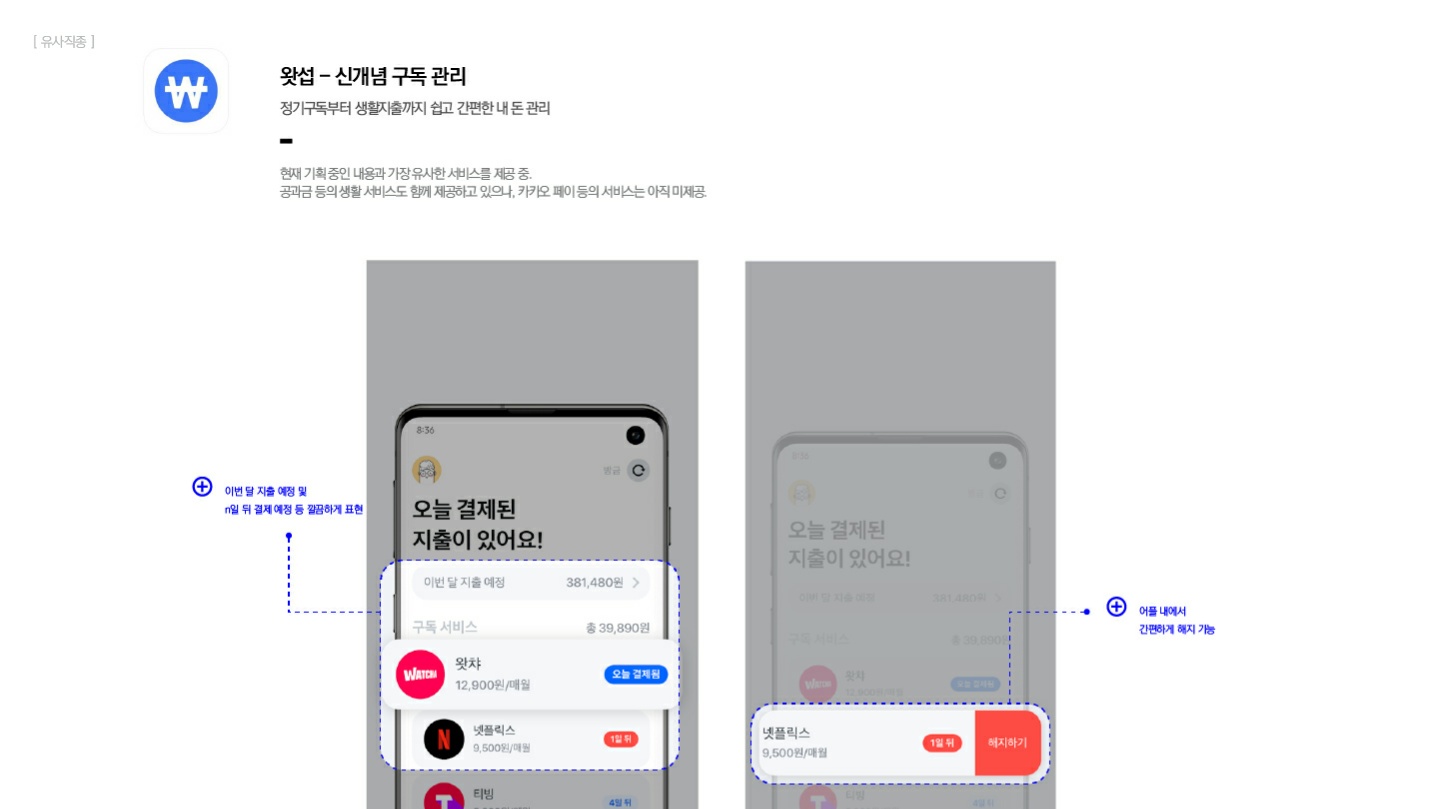 [ 유사직종 ]
왓섭 – 신개념 구독 관리
정기구독부터 생활지출까지 쉽고 간편한 내 돈 관리
현재 기획 중인 내용과 가장 유사한 서비스를 제공 중.
공과금 등의 생활 서비스도 함께 제공하고 있으나, 카카오 페이 등의 서비스는 아직 미제공.
이번 달 지출 예정 및
n일 뒤 결제 예정 등 깔끔하게 표현
8:36
방금
오늘 결제된
지출이 있어요!
이번 달 지출 예정 381,480원
구독 서비스 총 39,890원
WATCHA
왓챠
12,900원/매월
오늘 결제됨
N
넷플릭스
9,500원/매월
1일 뒤
티빙
4일 뒤
8:36
오늘 결제된
지출이 있어요!
이번 달 지출 예정 381,480원
구독 서비스 총 39,890원
WATCHA
왓챠
12,900원/매월
오늘 결제됨
넷플릭스
9,500원/매월
1일 뒤
해지하기
티빙
4일 뒤
어플 내에서
간편하게 해지 가능